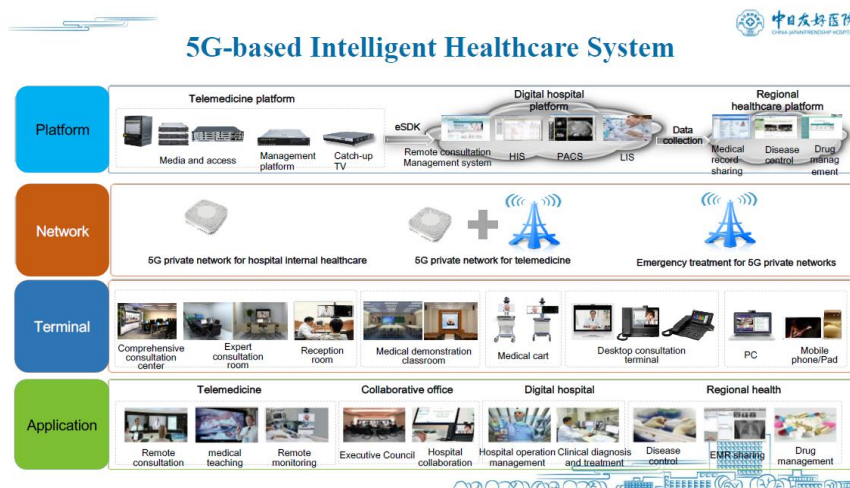 中日友好医院
CHINA-JAPAN FRIENDSHIP HOSPITAL
5G-based Intelligent Healthcare System
Platform
Telemedicine platform
Media and access
Management
platform
Catch-up
TV
eSDK
Digital hospital
platform
Remote consultation
Management system
HIS
PACS
LIS
Data
collection
Regional
healthcare platform
Medical
record
sharing
Disease
control
Drug
manag
ement
Network
5G private network for hospital internal healthcare
5G private network for telemedicine
Emergency treatment for 5G private networks
Terminal
Comprehensive
consultation
center
Expert
consultation
room
Reception
room
Medical demonstration
classroom
Medical cart
Desktop consultation
terminal
PC
Mobile
phone/Pad
Application
Telemedicine
Remote
consultation
medical
teaching
Remote
monitoring
Collaborative office
Executive Council
Hospital
collaboration
Digital hospital
Hospital operation
management
Clinical diagnosis
and treatment
Regional health
Disease
control
EMR sharing
Drug
management